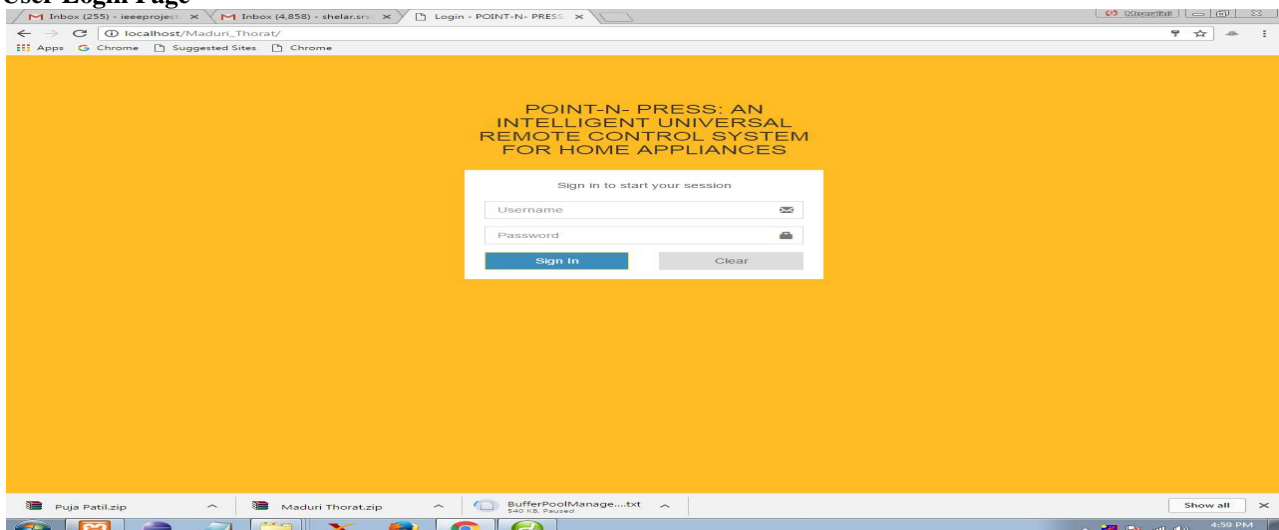 User Login Page
Inbox (255) - ieeeproject
Inbox (4,858) - shelar.srs
Login - POINT-N- PRESS:
localhost/Maduri_Thorat/
Apps Chrome Suggested Sites Chrome
POINT-N- PRESS: AN
INTELLIGENT UNIVERSAL
REMOTE CONTROL SYSTEM
FOR HOME APPLIANCES
Sign in to start your session
Username
Password
Sign In Clear
Puja Patil.zip
Maduri Thorat.zip
BufferPoolManage....txt
540 KB, Paused
Show all
4:59 PM